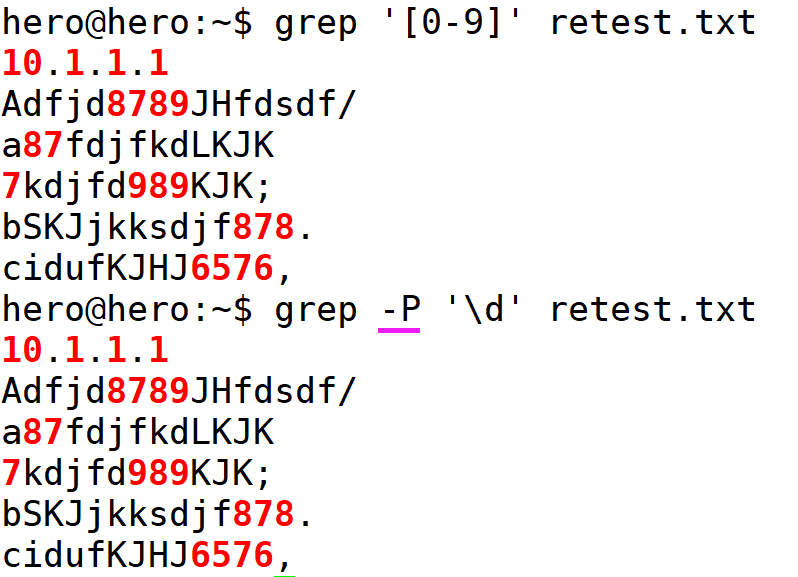 hero@hero:~$ grep '[0-9]' retest.txt
10.1.1.1
Adfjd8789JHfdsdf/
a87fdjfkdLKJK
7kdjfd989KJK;
bSKJjkksdjf878.
cidufKJHJ6576,
hero@hero:~$ grep -P '\d' retest.txt
10.1.1.1
Adfjd8789JHfdsdf/
a87fdjfkdLKJK
7kdjfd989KJK;
bSKJjkksdjf878.
cidufKJHJ6576,